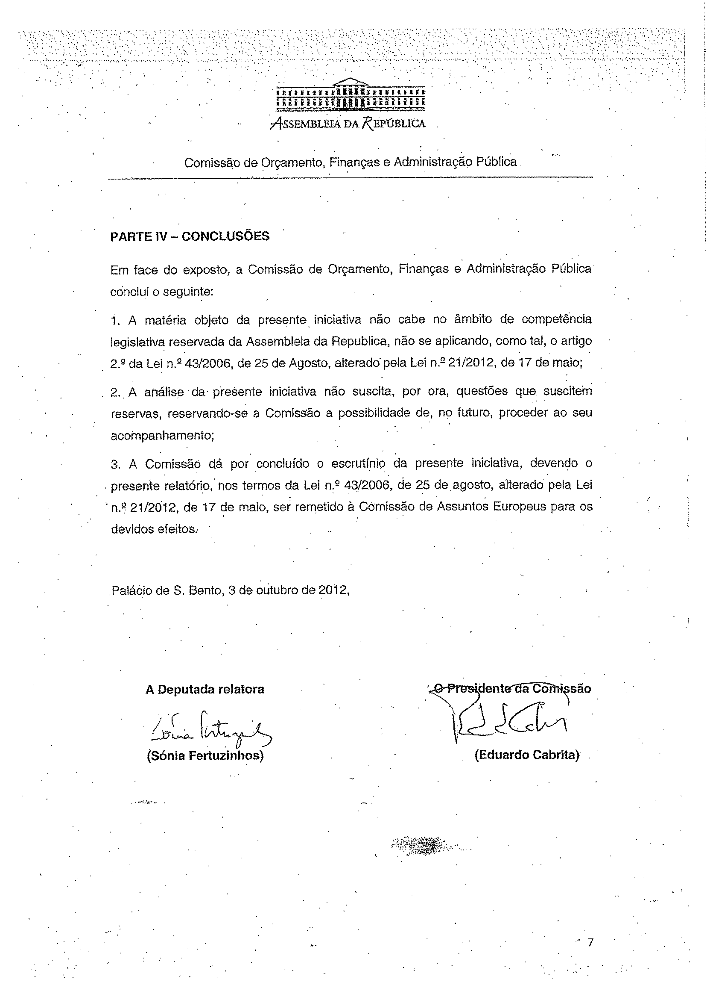 ASSEMBLEIA DA REPÚBLICA
Comissão de Orçamento, Finanças e Administração Pública
PARTE IV – CONCLUSÕES
Em face do exposto, a Comissão de Orçamento, Finanças e Administração Pública
conclui o seguinte:
1. A matéria objeto da presente iniciativa não cabe no âmbito de competência
legislativa reservada da Assembleia da Republica, não se aplicando, como tal, o artigo
2.º da Lei n.º 43/2006, de 25 de Agosto, alterado pela Lei n.º 21/2012, de 17 de maio;
2. A análise da presente iniciativa não suscita, por ora, questões que suscitem
reservas, reservando-se a Comissão a possibilidade de, no futuro, proceder ao seu
acompanhamento;
3. A Comissão dá por concluído o escrutínio da presente iniciativa, devendo o
presente relatório, nos termos da Lei n.º 43/2006, de 25 de agosto, alterado pela Lei
n.º 21/2012, de 17 de maio, ser remetido à Comissão de Assuntos Europeus para os
devidos efeitos.
Palácio de S. Bento, 3 de outubro de 2012,
A Deputada relatora
O Presidente da Comissão
Sónia Fertuzinhos
(Sónia Fertuzinhos)
(Eduardo Cabrita)
7